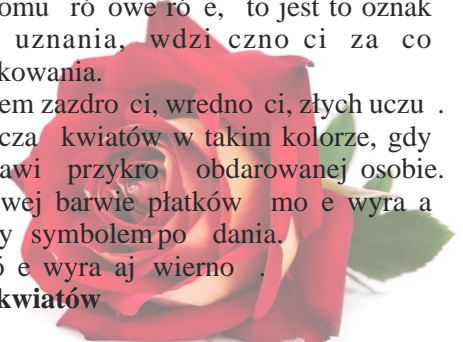 omu ró owe ró e, to jest to oznak
uznania, wdzi czno ci za co
kowania.
em zazdro ci, wredno ci, złych uczu .
cza kwiatów w takim kolorze, gdy
awi przykro obdarowanej osobie.
wej barwie płatków mo e wyra a
y symbolem po dania.
ó e wyra aj wierno .
kwiatów